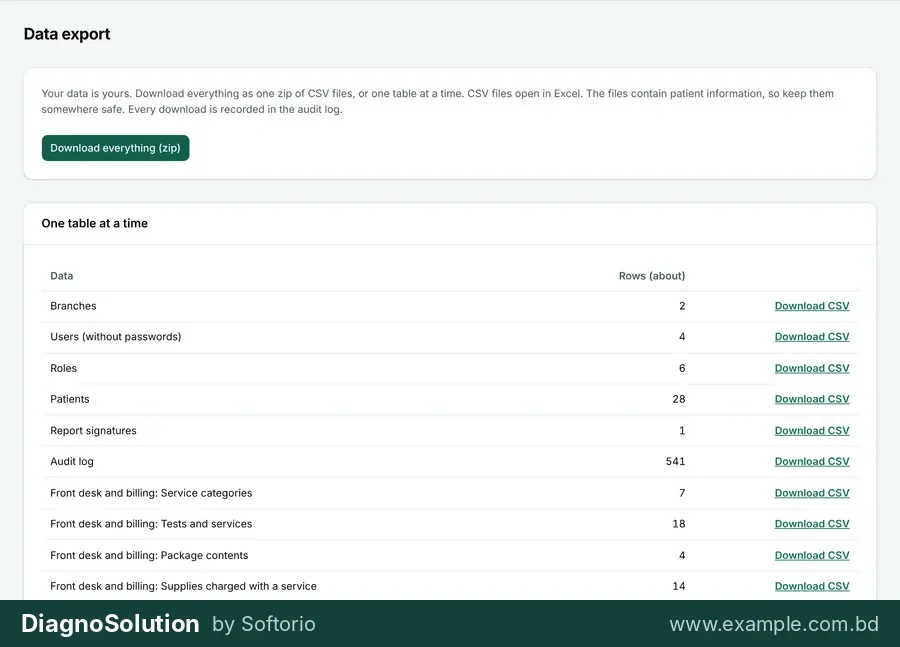 Data export
Your data is yours. Download everything as one zip of CSV files, or one table at a time. CSV files open in Excel. The files contain patient information, so keep them
somewhere safe. Every download is recorded in the audit log.
Download everything (zip)
One table at a time
Data Rows (about)
Branches 2 Download CSV
Users (without passwords) 4 Download CSV
Roles 6 Download CSV
Patients 28 Download CSV
Report signatures 1 Download CSV
Audit log 541 Download CSV
Front desk and billing: Service categories 7 Download CSV
Front desk and billing: Tests and services 18 Download CSV
Front desk and billing: Package contents 4 Download CSV
Front desk and billing: Supplies charged with a service 14 Download CSV
DiagnoSolution by Softorio www.example.com.bd